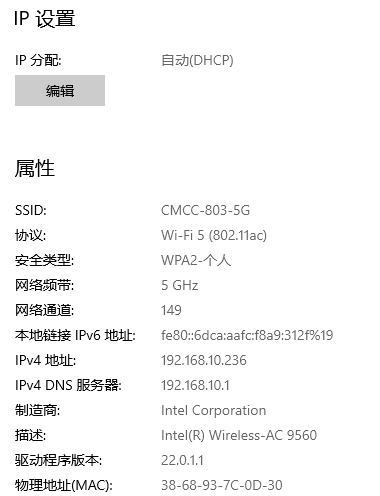 IP 设置
IP 分配: 自动(DHCP)
编辑
属性
SSID: CMCC-803-5G
协议: Wi-Fi 5 (802.11ac)
安全类型: WPA2-个人
网络频带: 5 GHz
网络通道: 149
本地链接 IPv6 地址: fe80::6dca:aafc:f8a9:312f%19
IPv4 地址: 192.168.10.236
IPv4 DNS 服务器: 192.168.10.1
制造商: Intel Corporation
描述: Intel(R) Wireless-AC 9560
驱动程序版本: 22.0.1.1
物理地址(MAC): 38-68-93-7C-0D-30